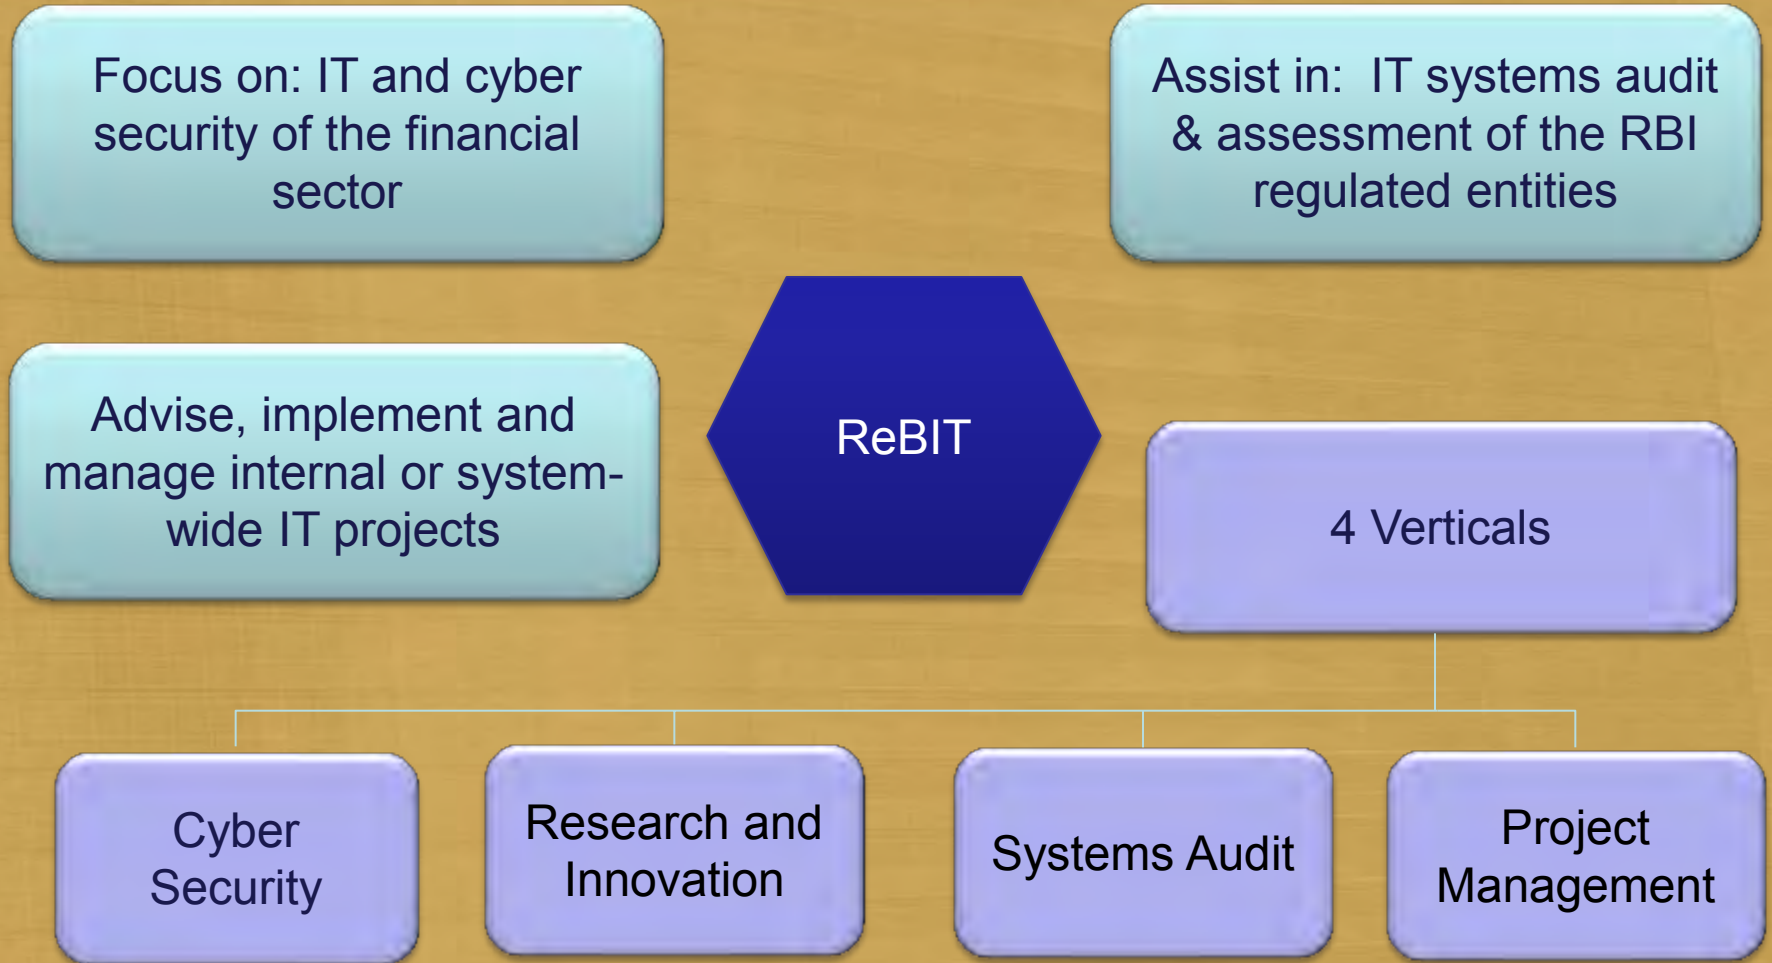 Focus on: IT and cyber
security of the financial
sector
Assist in: IT systems audit
& assessment of the RBI
regulated entities
Advise, implement and
manage internal or system-
wide IT projects
ReBIT
4 Verticals
Cyber
Security
Research and
Innovation
Systems Audit
Project
Management